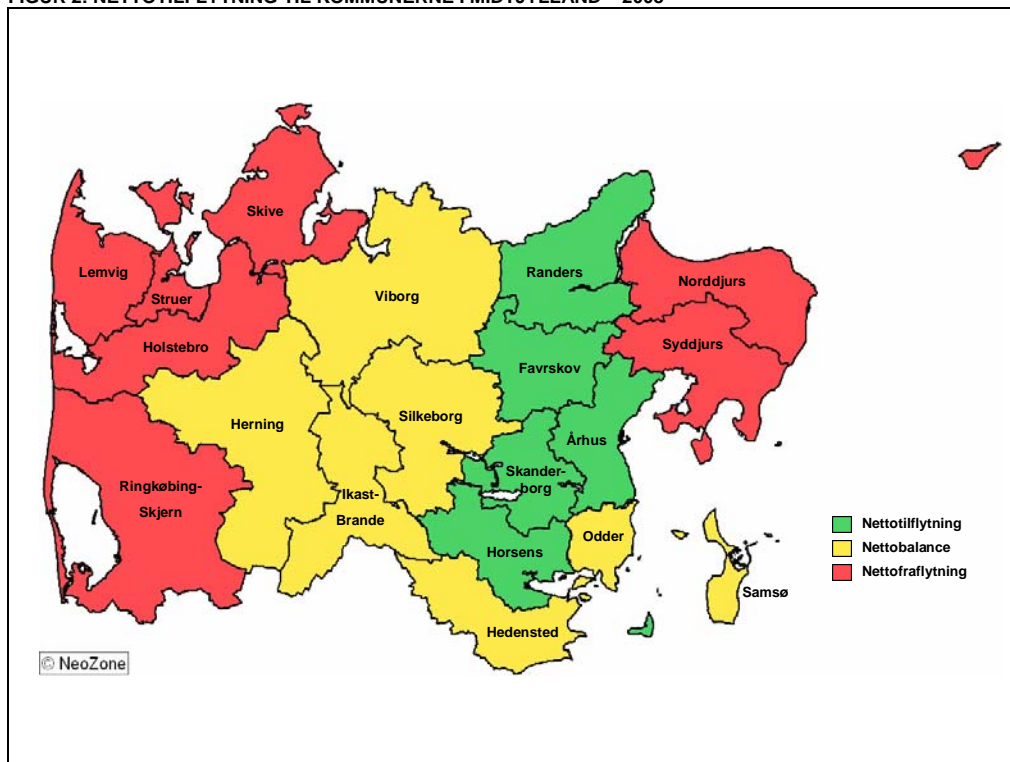 Skive
Lemvig
Struer
Holstebro
Viborg
Randers
Norddjurs
Syddjurs
Favrskov
Herning
Silkeborg
Århus
Skander-
borg
Ringkøbing-
Skjern
Ikast-
Brande
Horsens
Odder
Hedensted
Samsø
Nettotilflytning
Nettobalance
Nettofraflytning
© NeoZone